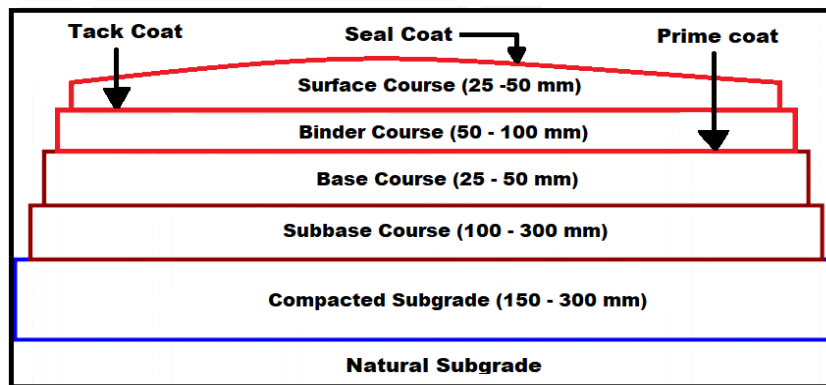 Tack Coat
Seal Coat
Prime coat
Surface Course (25 -50 mm)
Binder Course (50 - 100 mm)
Base Course (25 - 50 mm)
Subbase Course (100 - 300 mm)
Compacted Subgrade (150 - 300 mm)
Natural Subgrade